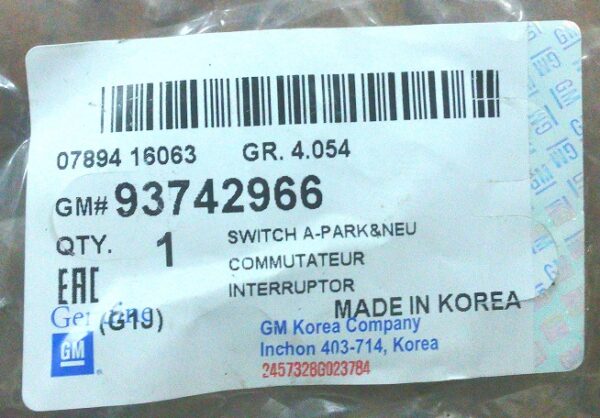 07894 16063 GR. 4.054
GM# 93742966
QTY. 1 SWITCH A-PARK&NEU
COMMUTATEUR
INTERRUPTOR
EAC
MADE IN KOREA
Genuine (G19)
GM
GM Korea Company
Inchon 403-714, Korea